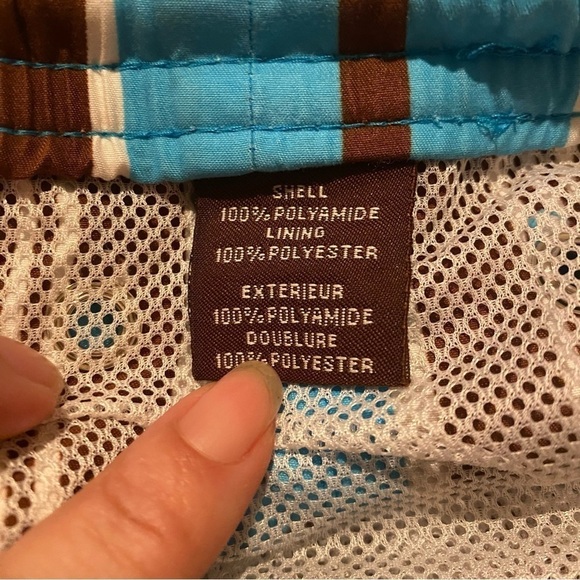 SHELL
100% POLYAMIDE
LINING
100% POLYESTER
EXTERIEUR
100% POLYAMIDE
DOUBLURE
100% POLYESTER